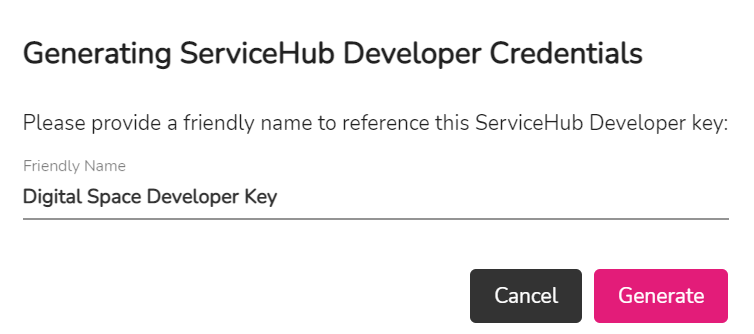 Generating ServiceHub Developer Credentials
Please provide a friendly name to reference this ServiceHub Developer key:
Friendly Name
Digital Space Developer Key
Cancel
Generate